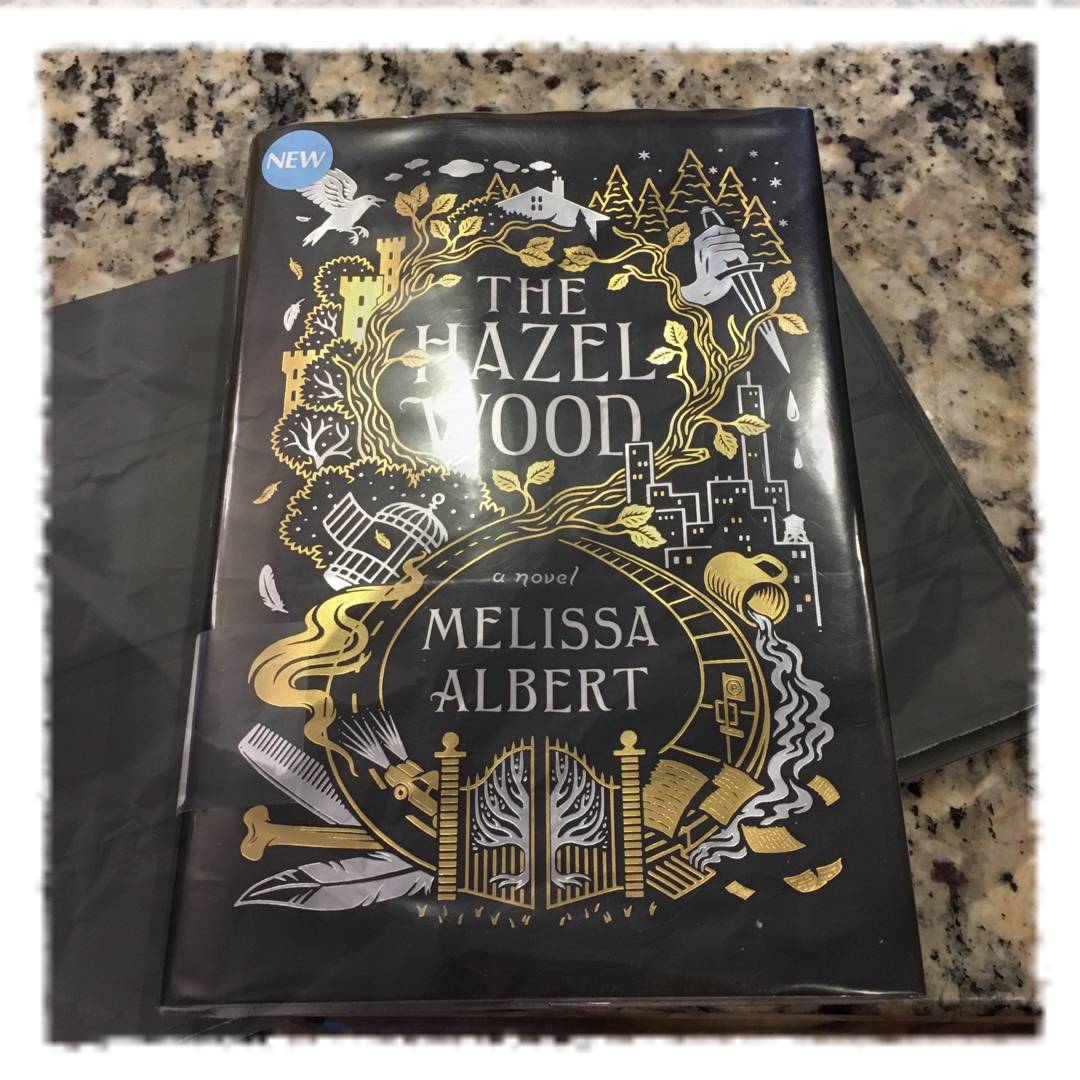 NEW
THE
HAZEL
WOOD
a novel
MELISSA
ALBERT
P